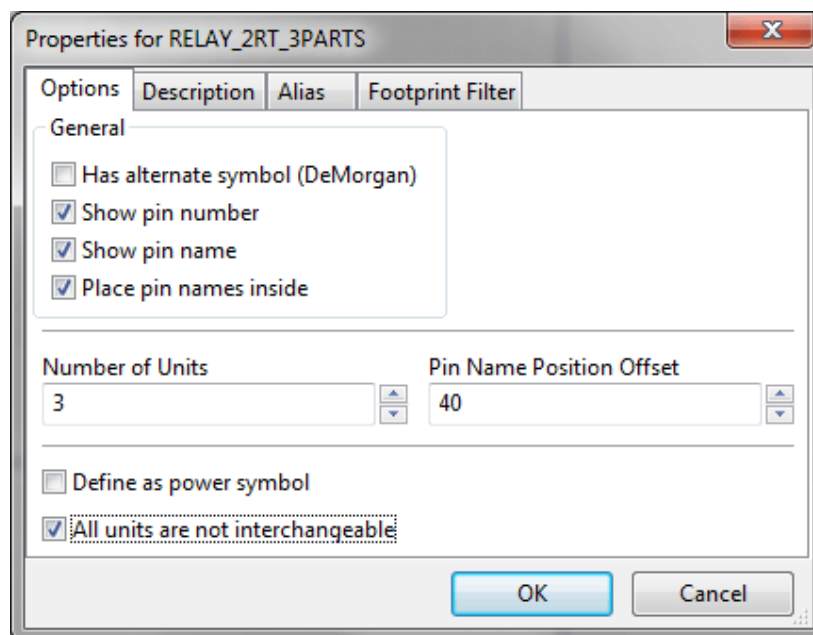 Properties for RELAY_2RT_3PARTS
Options Description Alias Footprint Filter
General
Has alternate symbol (DeMorgan)
Show pin number
Show pin name
Place pin names inside
Number of Units Pin Name Position Offset
3 40
Define as power symbol
All units are not interchangeable
OK Cancel